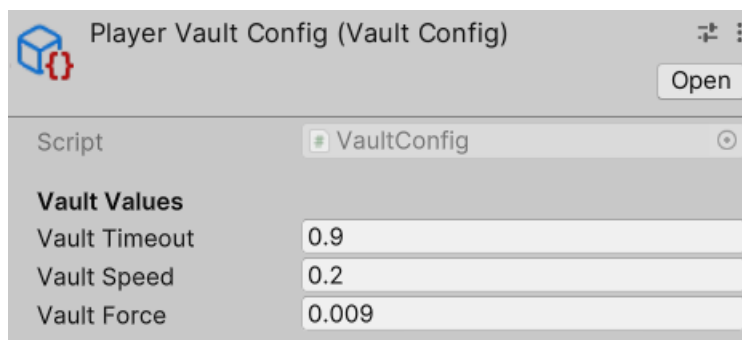 Player Vault Config (Vault Config)
Open
Script # VaultConfig
Vault Values
Vault Timeout 0.9
Vault Speed 0.2
Vault Force 0.009